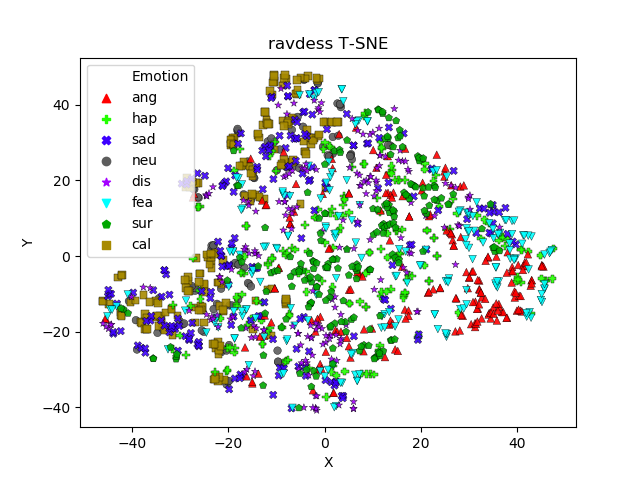 ravdess T-SNE
Emotion
ang
hap
sad
neu
dis
fea
sur
cal
40
20
0
−20
−40
Y
−40
−20
0
20
40
X